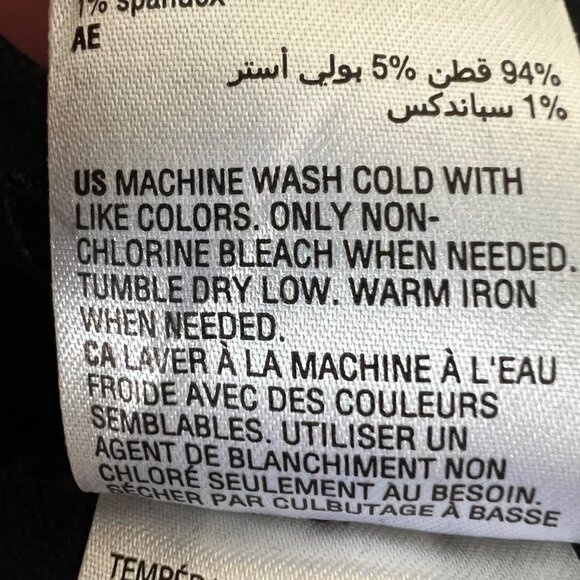 1% spandex
AE
94% قطن 5% بولي أستر
1% سباندكس
US MACHINE WASH COLD WITH
LIKE COLORS. ONLY NON-
CHLORINE BLEACH WHEN NEEDED.
TUMBLE DRY LOW. WARM IRON
WHEN NEEDED.
CA LAVER À LA MACHINE À L'EAU
FROIDE AVEC DES COULEURS
SEMBLABLES. UTILISER UN
AGENT DE BLANCHIMENT NON
CHLORÉ SEULEMENT AU BESOIN.
SÉCHER PAR CULBUTAGE À BASSE